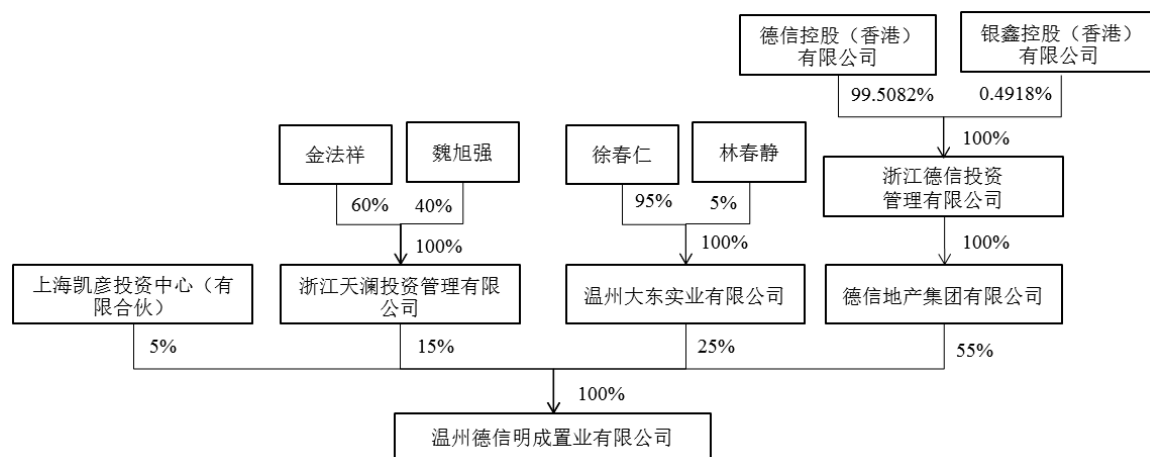 德信控股（香港）
有限公司
银鑫控股（香港）
有限公司
99.5082%
0.4918%
100%
金法祥
魏旭强
徐春仁
林春静
浙江德信投资
管理有限公司
60%
40%
95%
5%
100%
100%
100%
上海凯彦投资中心（有
限合伙）
浙江天澜投资管理有限
公司
温州大东实业有限公司
德信地产集团有限公司
5%
15%
25%
55%
100%
温州德信明成置业有限公司